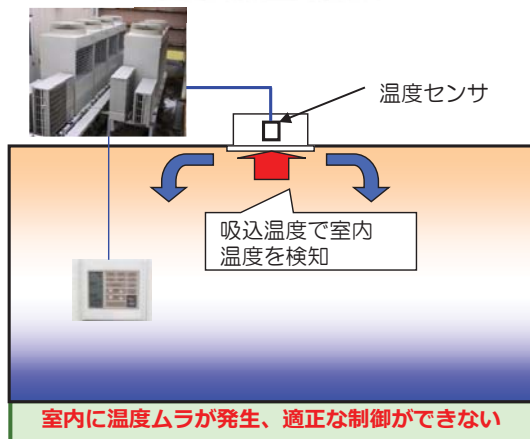 温度センサ
吸込温度で室内
温度を検知
室内に温度ムラが発生、適正な制御ができない